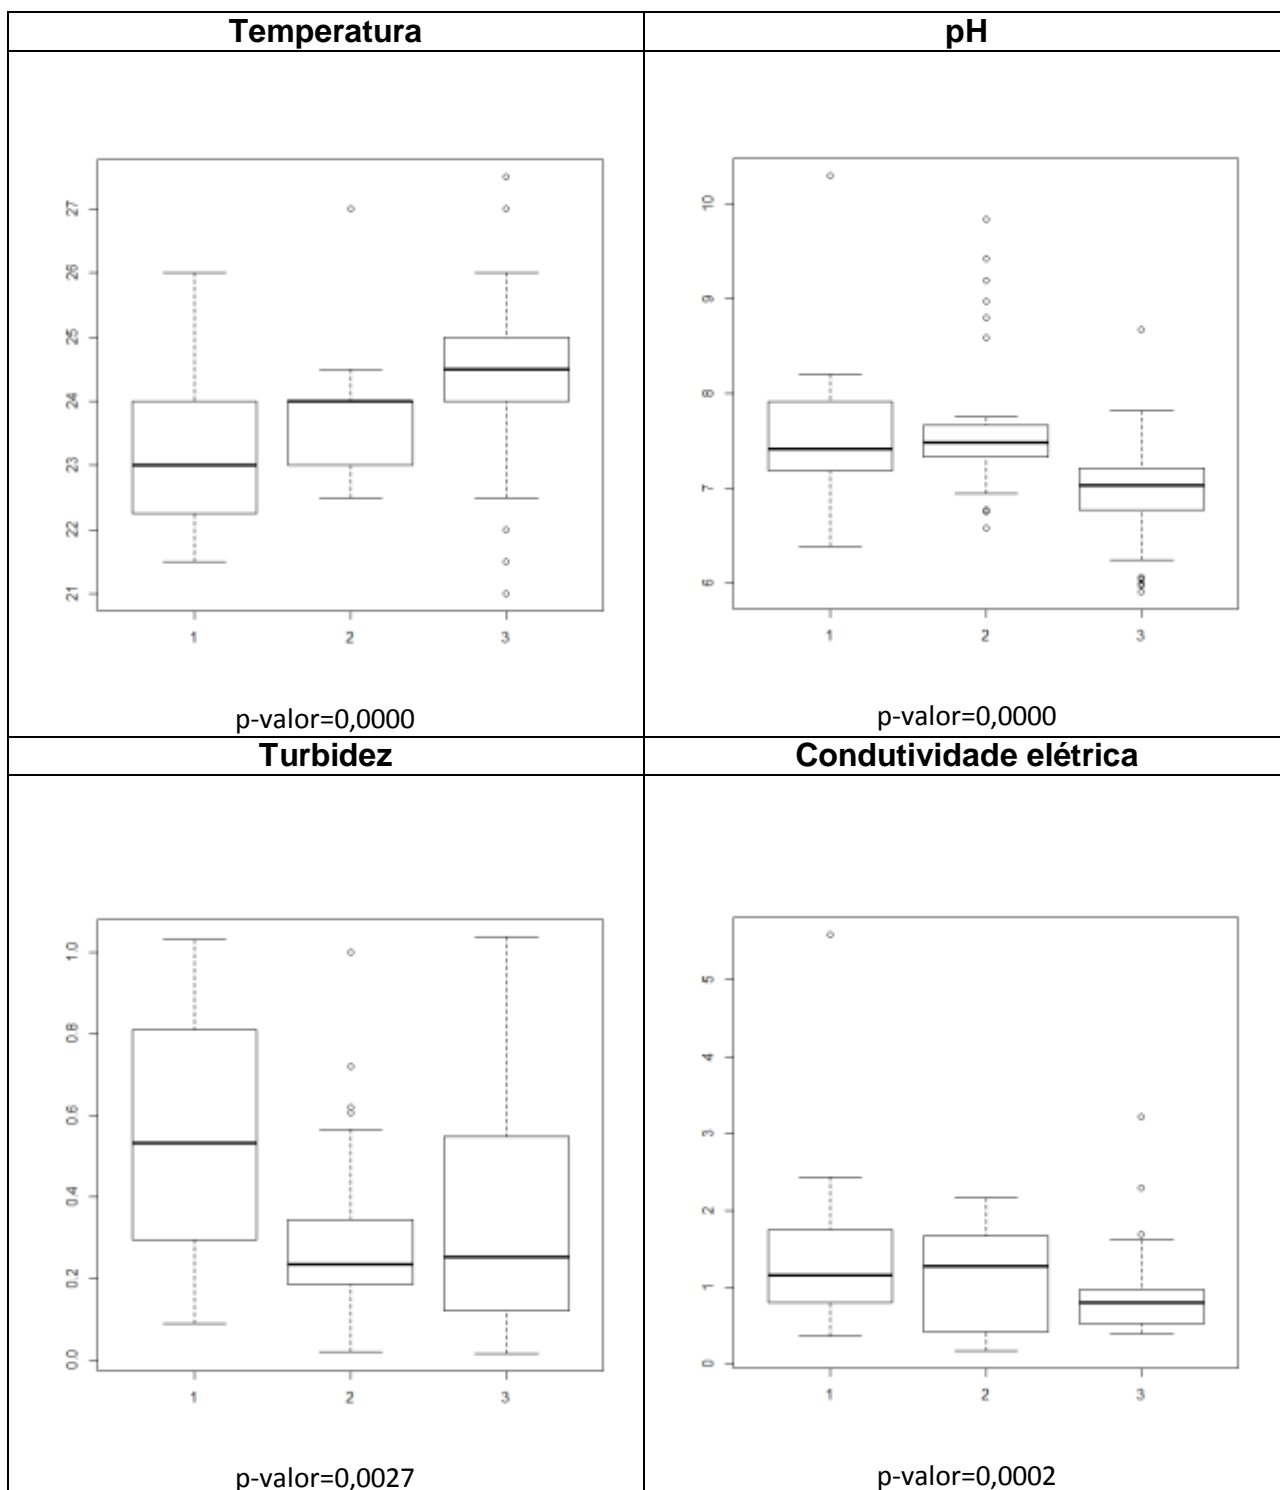 Temperatura
pH
27
26
25
24
23
22
21
1 2 3
10
9
8
7
6
1 2 3
p-valor=0,0000
p-valor=0,0000
Turbidez
Condutividade elétrica
1.0
0.8
0.6
0.4
0.2
0.0
1 2 3
5
4
3
2
1
0
1 2 3
p-valor=0,0027
p-valor=0,0002